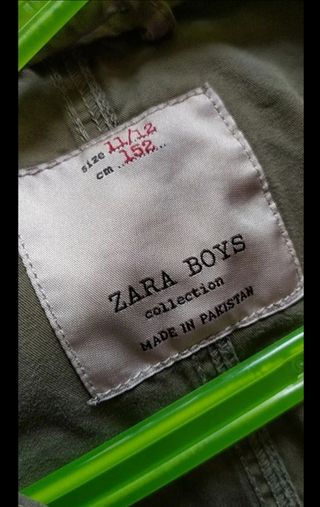 size 11/12
cm ..152...
ZARA BOYS
collection
MADE IN PAKISTAN